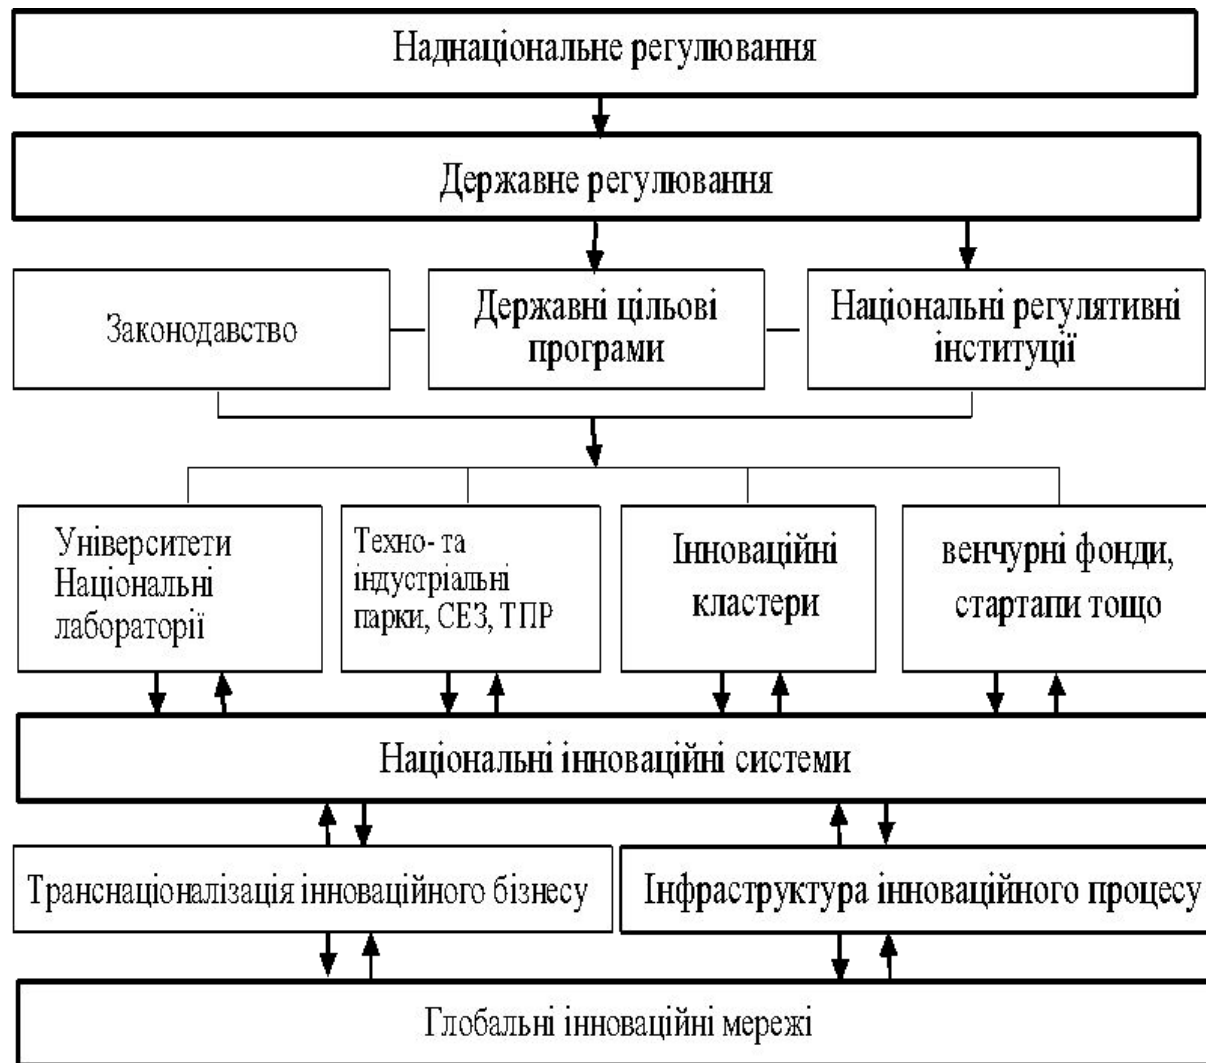 Наднаціональне регулювання
Державне регулювання
Законодавство
Державні цільові
програми
Національні регулятивні
інституції
Університети
Національні
лабораторії
Техно- та
індустріальні
парки, СЕЗ, ТПР
Інноваційні
кластери
венчурні фонди,
стартапи тощо
Національні інноваційні системи
Транснаціоналізація інноваційного бізнесу
Інфраструктура інноваційного процесу
Глобальні інноваційні мережі